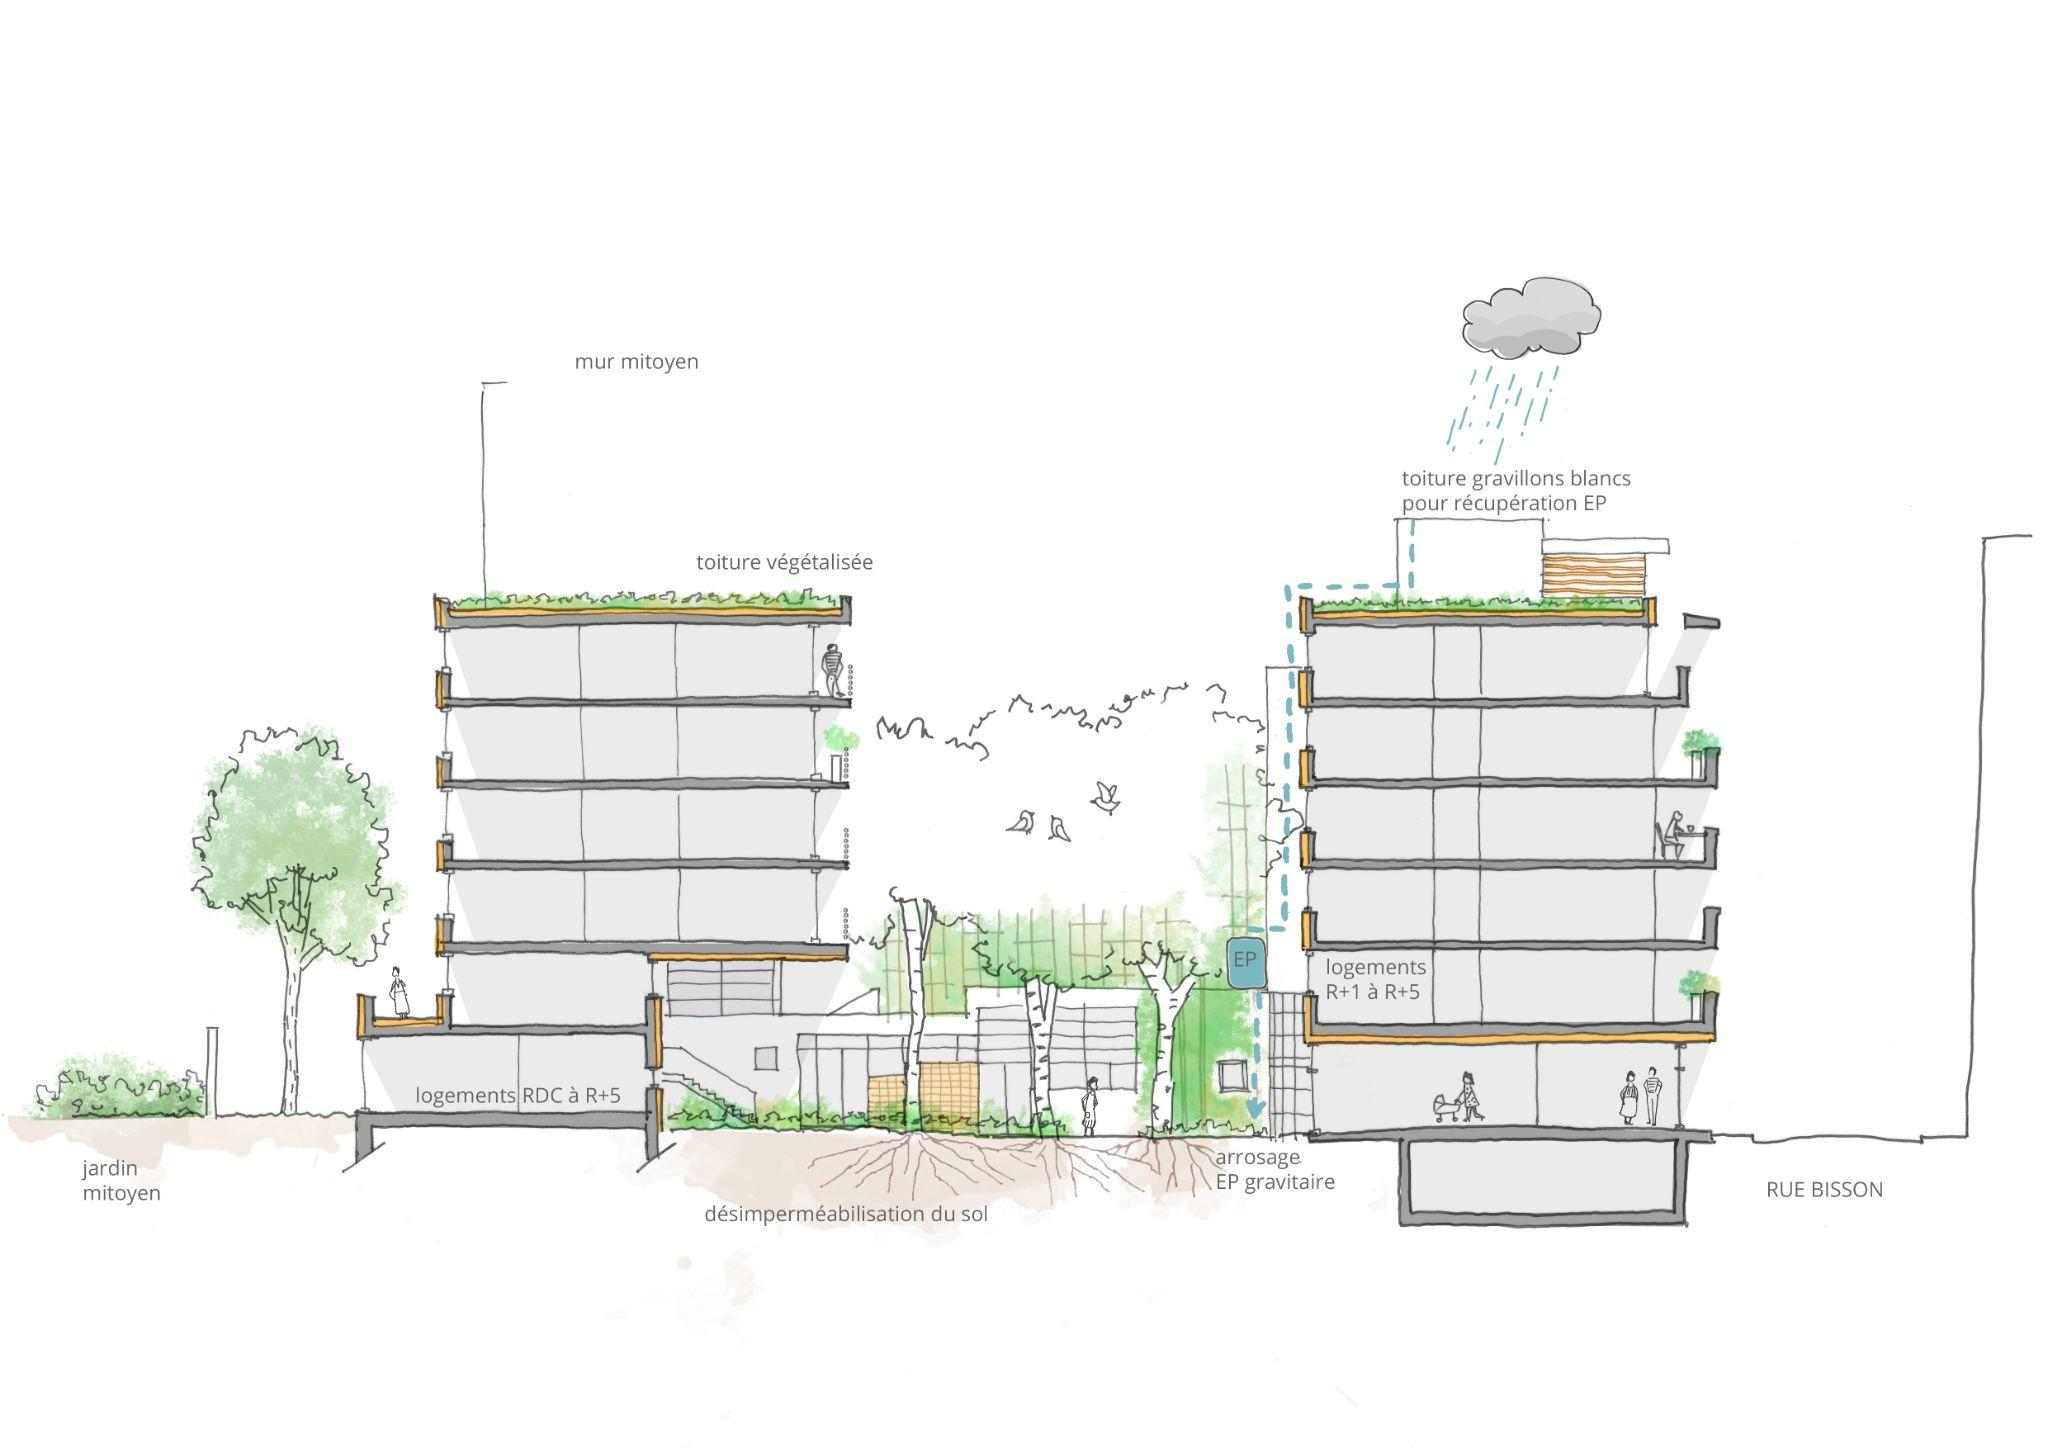 mur mitoyen
toiture gravillons blancs
pour récupération EP
toiture végétalisée
EP
logements
R+1 à R+5
logements RDC à R+5
jardin
mitoyen
arrosage
EP gravitaire
RUE BISSON
désimperméabilisation du sol